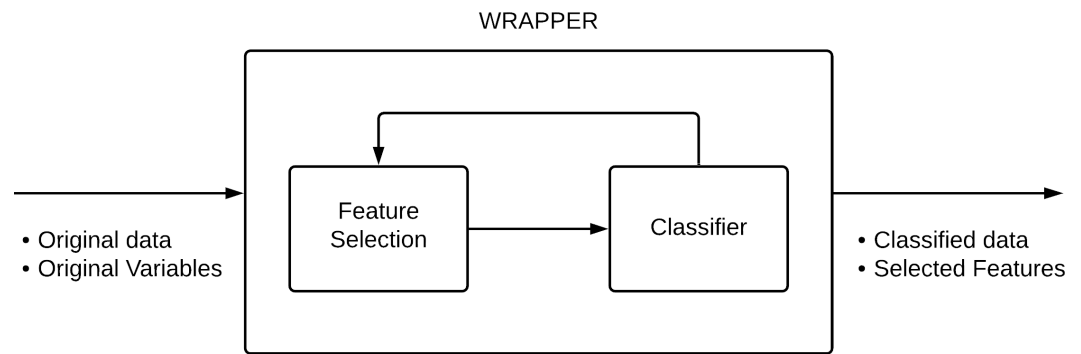 WRAPPER
Feature
Selection
Classifier
• Original data
• Original Variables
• Classified data
• Selected Features